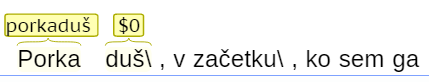 porkaduš $0
Porka duš\ , v začetku\ , ko sem ga